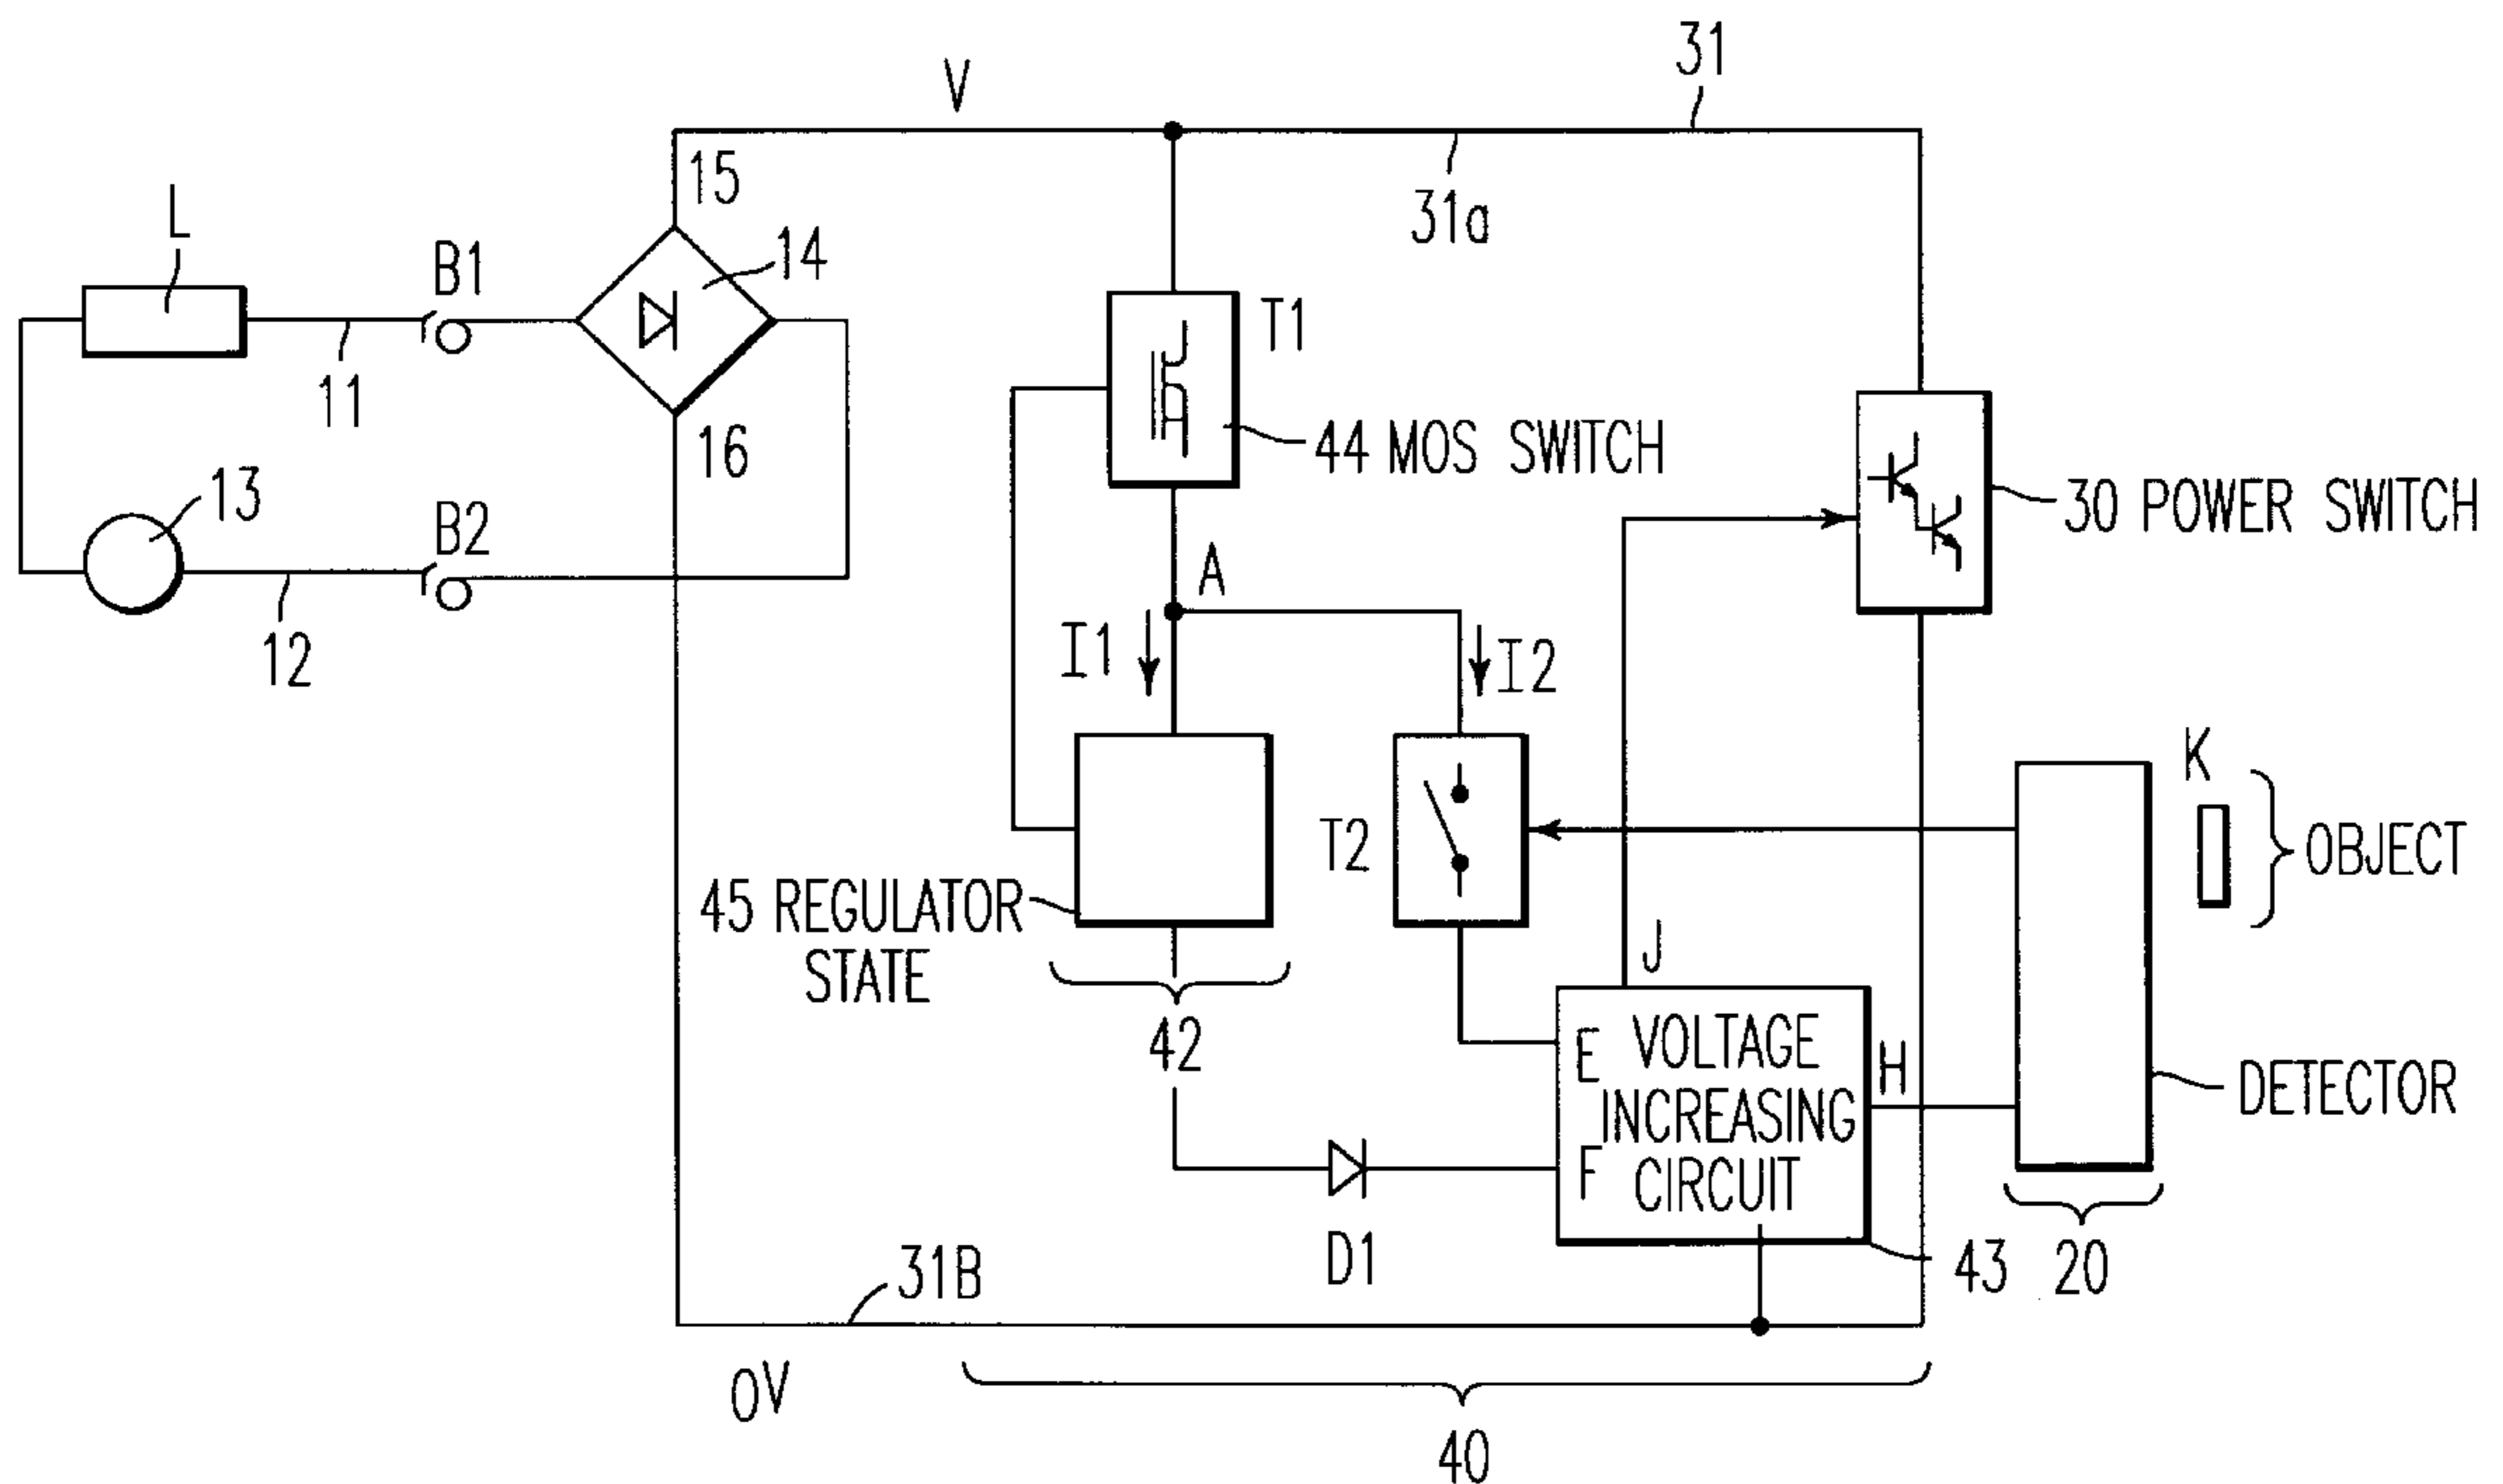 31
V
15
31a
L
B1
14
T1
11
16
44 MOS SWITCH
13
B2
30 POWER SWITCH
A
12
I1
I2
K
T2
OBJECT
45 REGULATOR
STATE
J
42
E
VOLTAGE
INCREASING
CIRCUIT
F
H
DETECTOR
D1
31B
43
20
0V
40